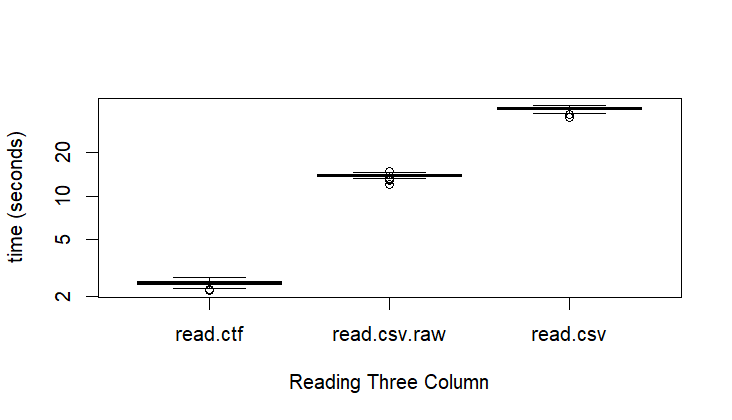 time (seconds)
20
10
5
2
read.ctf
read.csv.raw
read.csv
Reading Three Column